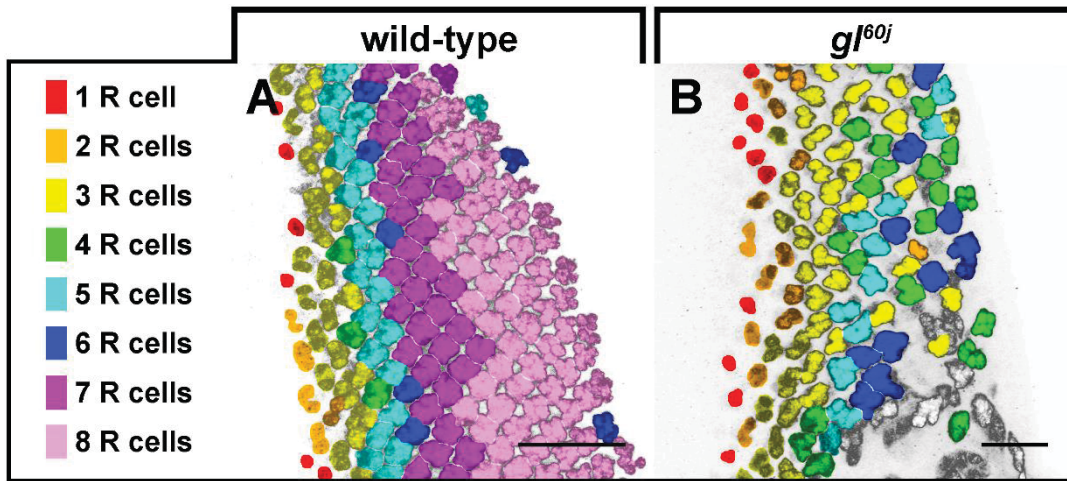 wild-type
gl60j
A
B
1 R cell
2 R cells
3 R cells
4 R cells
5 R cells
6 R cells
7 R cells
8 R cells